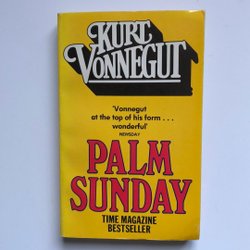 KURT
VONNEGUT
'Vonnegut
at the top of his form . . .
wonderful'
NEWSDAY
PALM
SUNDAY
TIME MAGAZINE
BESTSELLER